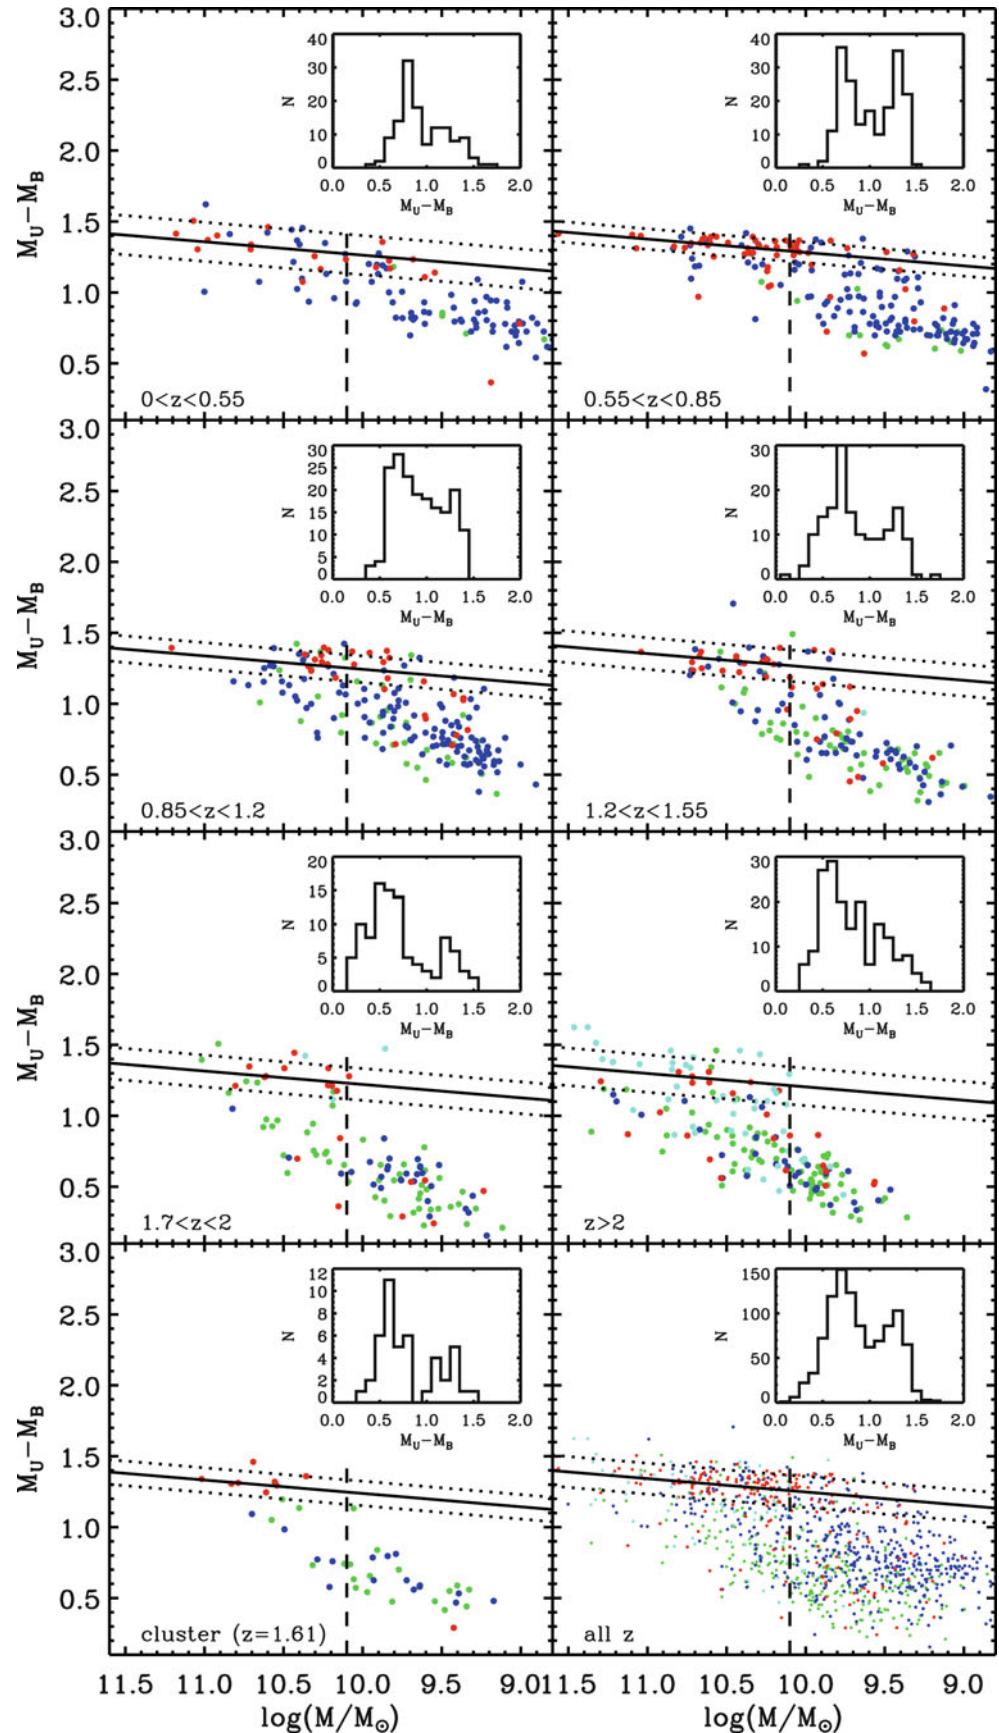 3.0
2.5
2.0
1.5
1.0
0.5
M_U−M_B
40
30
20
10
0
N
0.0 0.5 1.0 1.5 2.0
M_U−M_B
0<z<0.55
40
30
20
10
0
N
0.0 0.5 1.0 1.5 2.0
M_U−M_B
0.55<z<0.85
3.0
2.5
2.0
1.5
1.0
0.5
M_U−M_B
30
25
20
15
10
5
0
N
0.0 0.5 1.0 1.5 2.0
M_U−M_B
0.85<z<1.2
30
20
10
0
N
0.0 0.5 1.0 1.5 2.0
M_U−M_B
1.2<z<1.55
3.0
2.5
2.0
1.5
1.0
0.5
M_U−M_B
20
15
10
5
0
N
0.0 0.5 1.0 1.5 2.0
M_U−M_B
1.7<z<2
30
20
10
0
N
0.0 0.5 1.0 1.5 2.0
M_U−M_B
z>2
3.0
2.5
2.0
1.5
1.0
0.5
M_U−M_B
12
10
8
6
4
2
0
N
0.0 0.5 1.0 1.5 2.0
M_U−M_B
cluster (z=1.61)
150
100
50
0
N
0.0 0.5 1.0 1.5 2.0
M_U−M_B
all z
11.5 11.0 10.5 10.0 9.5 9.01 11.5 11.0 10.5 10.0 9.5 9.0
log(M/M⊙) log(M/M⊙)